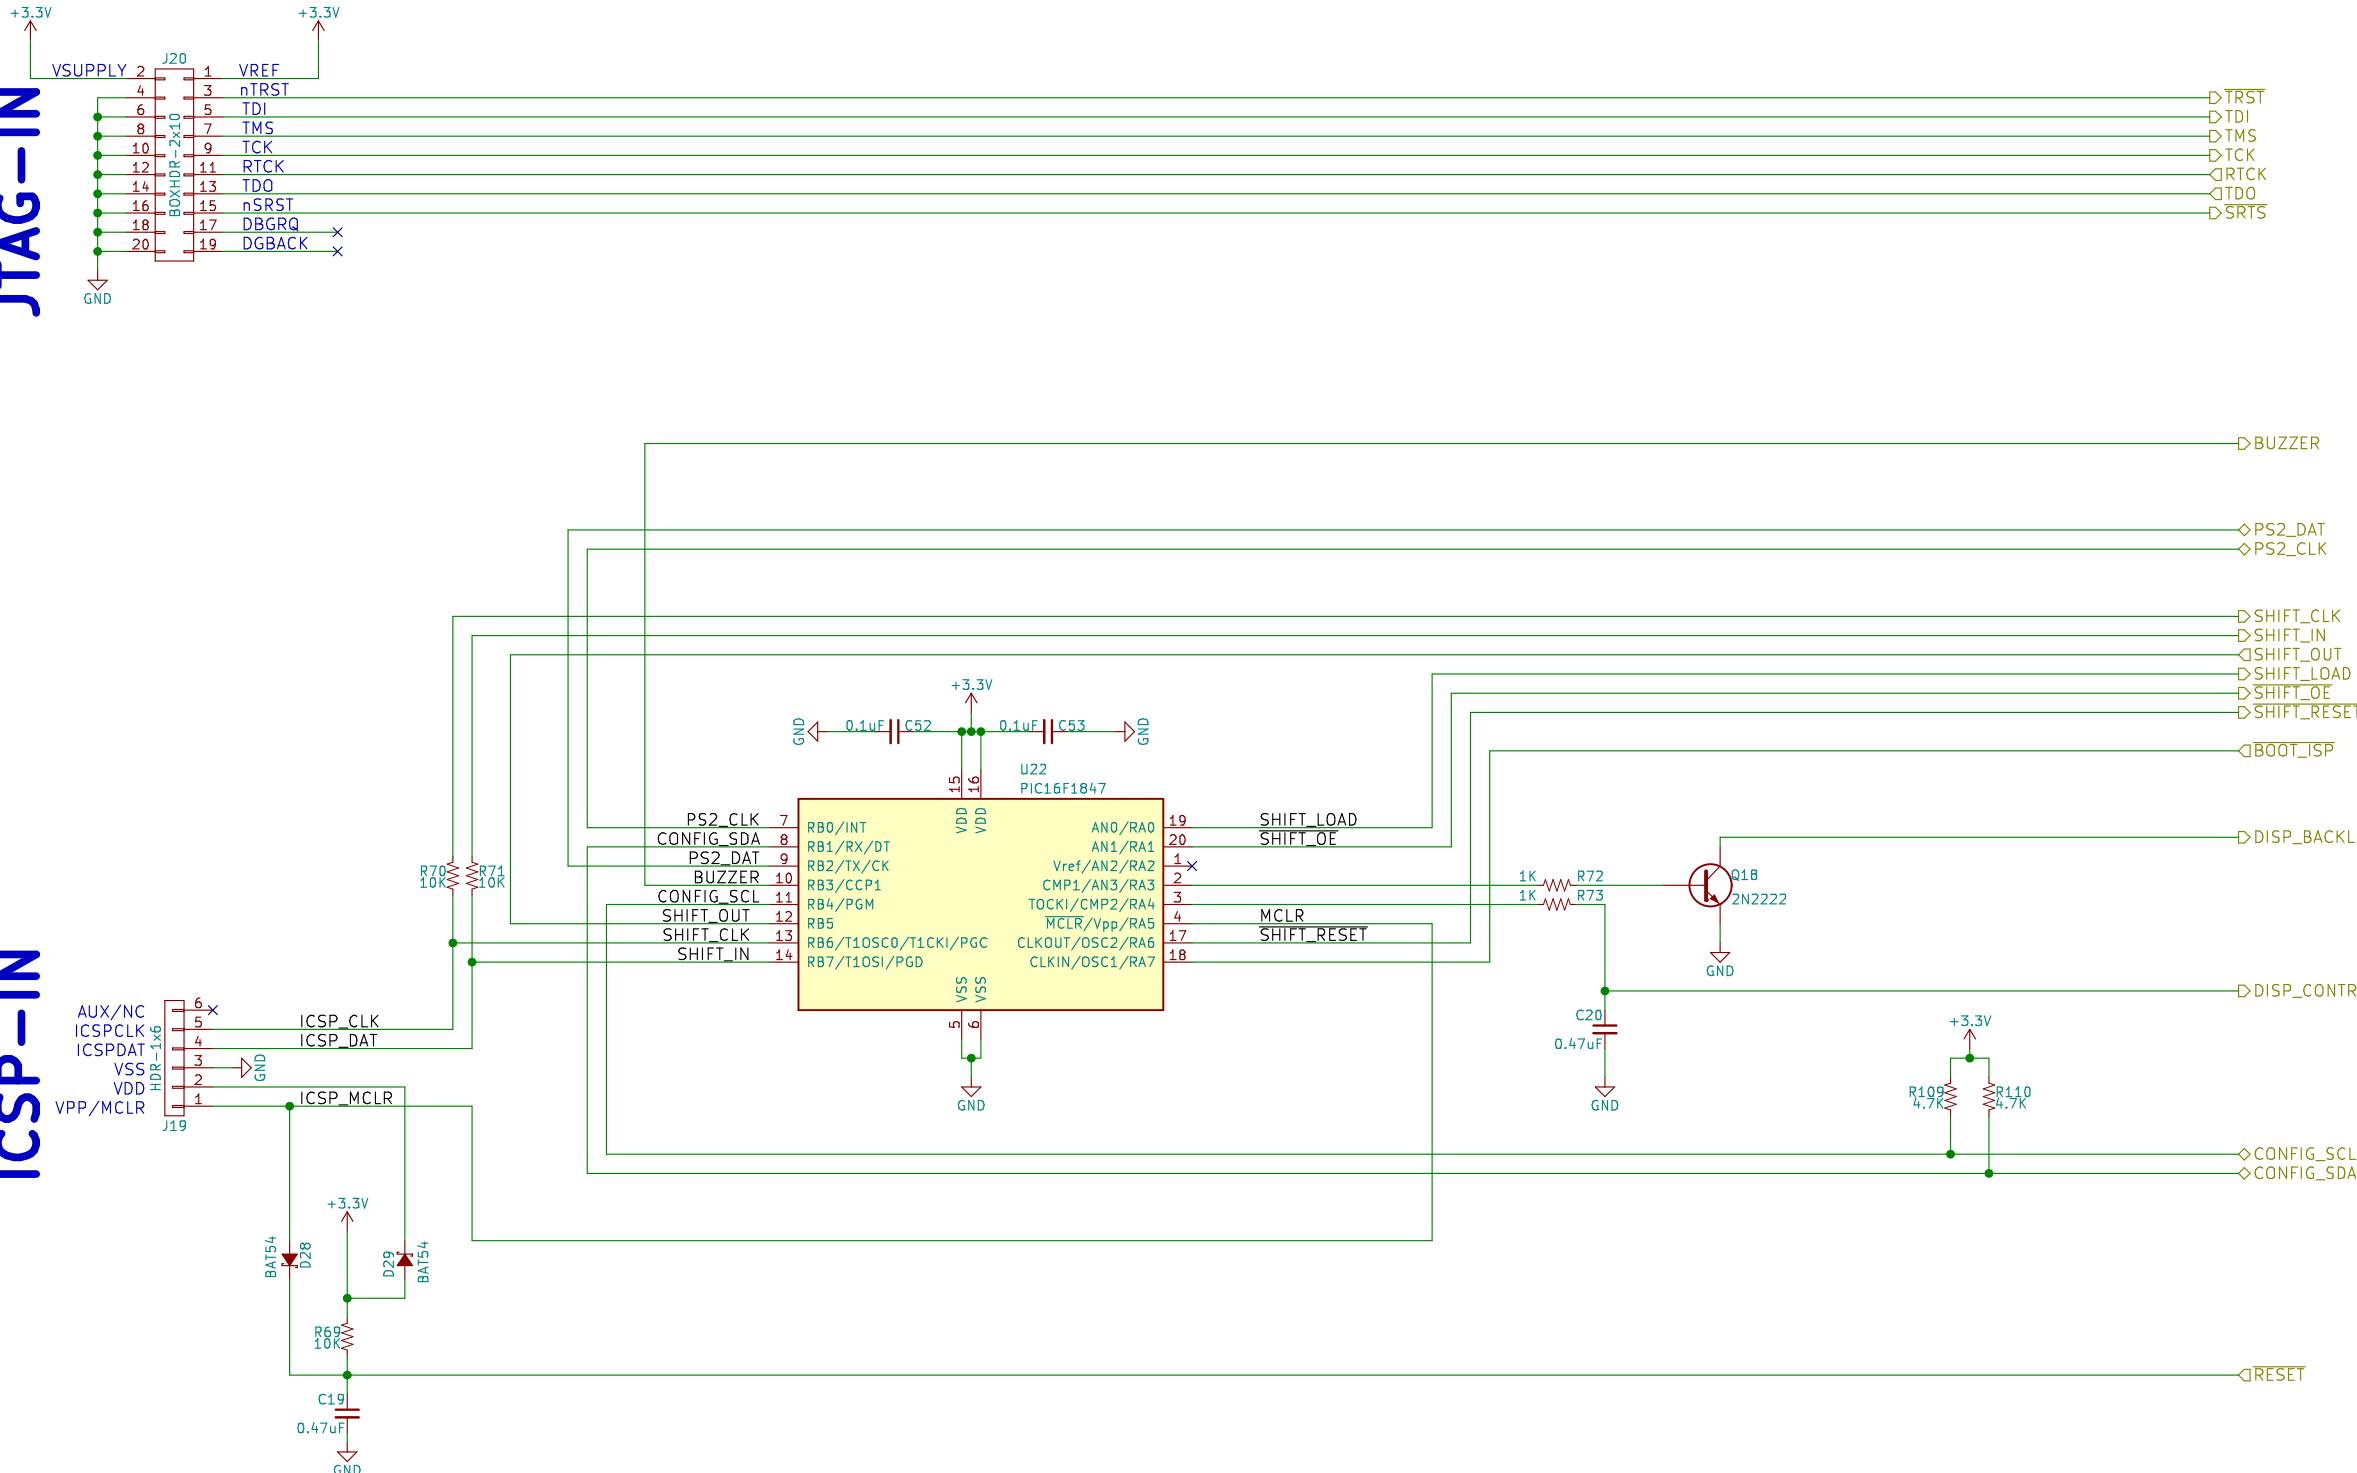 +3.3V
+3.3V
JTAG-IN
J20
BOXHDR-2x10
VSUPPLY 2 1 VREF
4 3 nTRST
6 5 TDI
8 7 TMS
10 9 TCK
12 11 RTCK
14 13 TDO
16 15 nSRST
18 17 DBGRQ
20 19 DGBACK
GND
TRST
TDI
TMS
TCK
RTCK
TDO
SRTS
BUZZER
PS2_DAT
PS2_CLK
SHIFT_CLK
SHIFT_IN
SHIFT_OUT
SHIFT_LOAD
SHIFT_OE
SHIFT_RESET
BOOT_ISP
+3.3V
GND
0.1uF C52
0.1uF C53
GND
U22
PIC16F1847
15 16
VDD VDD
PS2_CLK 7 RB0/INT
CONFIG_SDA 8 RB1/RX/DT
PS2_DAT 9 RB2/TX/CK
BUZZER 10 RB3/CCP1
CONFIG_SCL 11 RB4/PGM
SHIFT_OUT 12 RB5
SHIFT_CLK 13 RB6/T1OSC0/T1CKI/PGC
SHIFT_IN 14 RB7/T1OSI/PGD
AN0/RA0 19 SHIFT_LOAD
AN1/RA1 20 SHIFT_OE
Vref/AN2/RA2 1
CMP1/AN3/RA3 2
TOCKI/CMP2/RA4 3
MCLR/Vpp/RA5 4 MCLR
CLKOUT/OSC2/RA6 17 SHIFT_RESET
CLKIN/OSC1/RA7 18
VSS VSS
5 6
GND
R70
10K
R71
10K
1K R72
1K R73
Q18
2N2222
GND
DISP_BACKL
DISP_CONTR
C20
0.47uF
GND
+3.3V
R109
4.7K
R110
4.7K
CONFIG_SCL
CONFIG_SDA
ICSP-IN
HDR-1x6
AUX/NC 6
ICSPCLK 5 ICSP_CLK
ICSPDAT 4 ICSP_DAT
VSS 3 GND
VDD 2
VPP/MCLR 1 ICSP_MCLR
J19
+3.3V
BAT54
D28
D29
BAT54
R69
10K
RESET
C19
0.47uF
GND